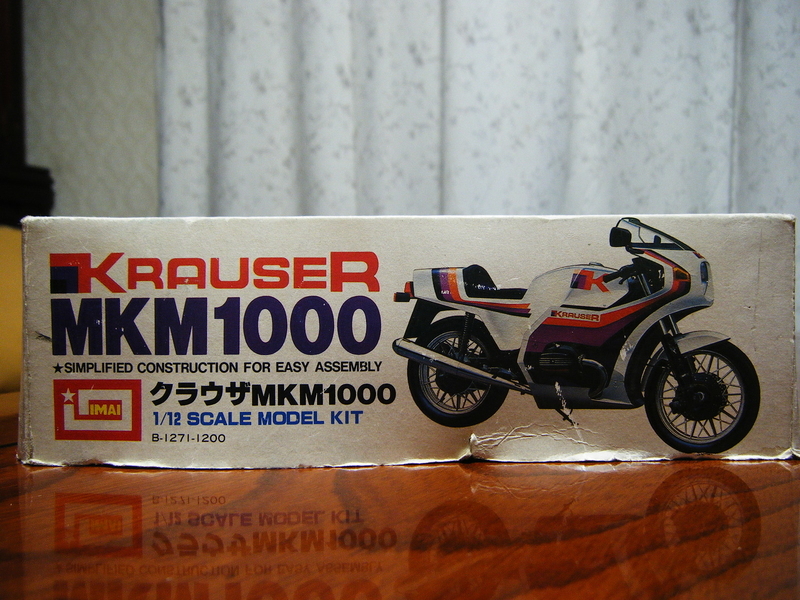 KRAUSER
MKM1000
★SIMPLIFIED CONSTRUCTION FOR EASY ASSEMBLY
IMAI
クラウザMKM1000
1/12 SCALE MODEL KIT
B-1271-1200
K
KRAUSER